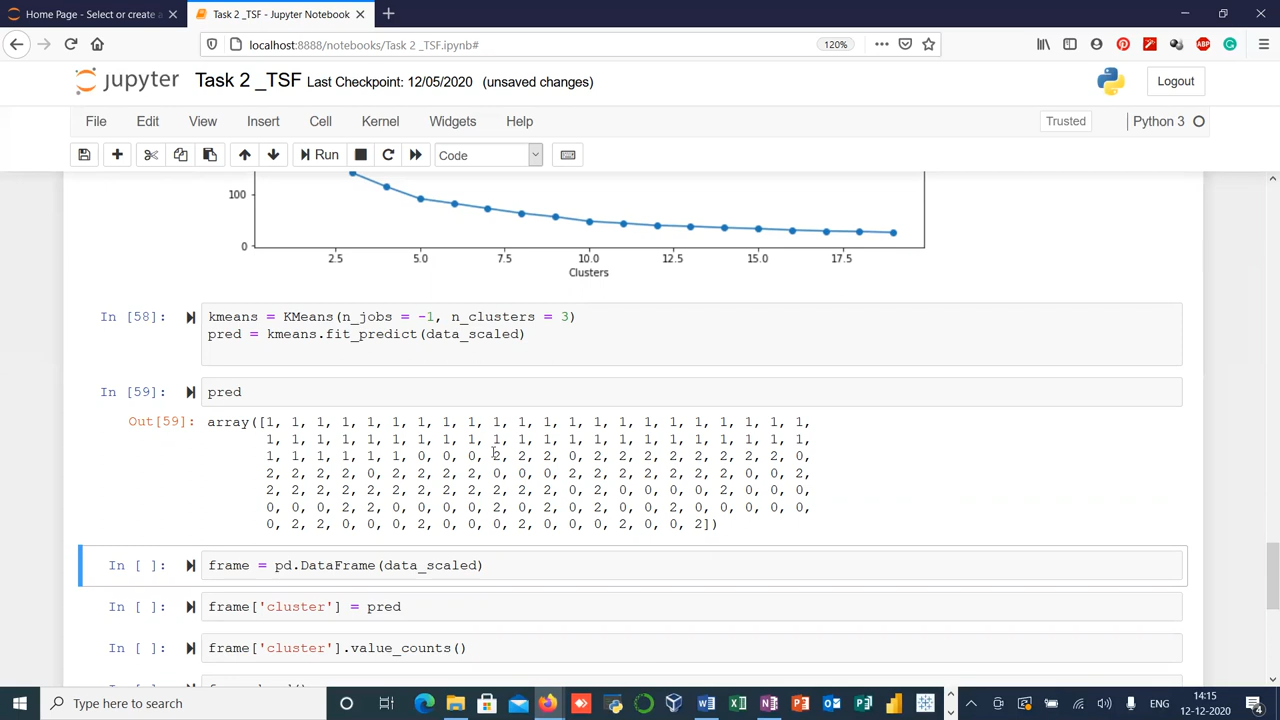 Home Page - Select or create a
Task 2 _TSF - Jupyter Notebook
localhost:8888/notebooks/Task 2 _TSF.ipynb#
120%
ABP
jupyter Task 2 _TSF Last Checkpoint: 12/05/2020 (unsaved changes)
Logout
File Edit View Insert Cell Kernel Widgets Help
Trusted
Python 3
Run
Code
100
0
2.5 5.0 7.5 10.0 12.5 15.0 17.5
Clusters
In [58]: kmeans = KMeans(n_jobs = -1, n_clusters = 3)
pred = kmeans.fit_predict(data_scaled)
In [59]: pred
Out[59]: array([1, 1, 1, 1, 1, 1, 1, 1, 1, 1, 1, 1, 1, 1, 1, 1, 1, 1, 1, 1, 1, 1,
1, 1, 1, 1, 1, 1, 1, 1, 1, 1, 1, 1, 1, 1, 1, 1, 1, 1, 1, 1, 1, 1,
1, 1, 1, 1, 1, 1, 0, 0, 0, 2, 2, 2, 0, 2, 2, 2, 2, 2, 2, 2, 2, 0,
2, 2, 2, 2, 0, 2, 2, 2, 2, 0, 0, 0, 2, 2, 2, 2, 2, 2, 2, 0, 0, 2,
2, 2, 2, 2, 2, 2, 2, 2, 2, 2, 2, 2, 0, 2, 0, 0, 0, 0, 2, 0, 0, 0,
0, 0, 0, 2, 2, 0, 0, 0, 0, 2, 0, 2, 0, 2, 0, 0, 2, 0, 0, 0, 0, 0,
0, 2, 2, 0, 0, 0, 2, 0, 0, 0, 2, 0, 0, 0, 2, 0, 0, 2])
In [ ]: frame = pd.DataFrame(data_scaled)
In [ ]: frame['cluster'] = pred
In [ ]: frame['cluster'].value_counts()
Type here to search
ENG
14:15
12-12-2020
4